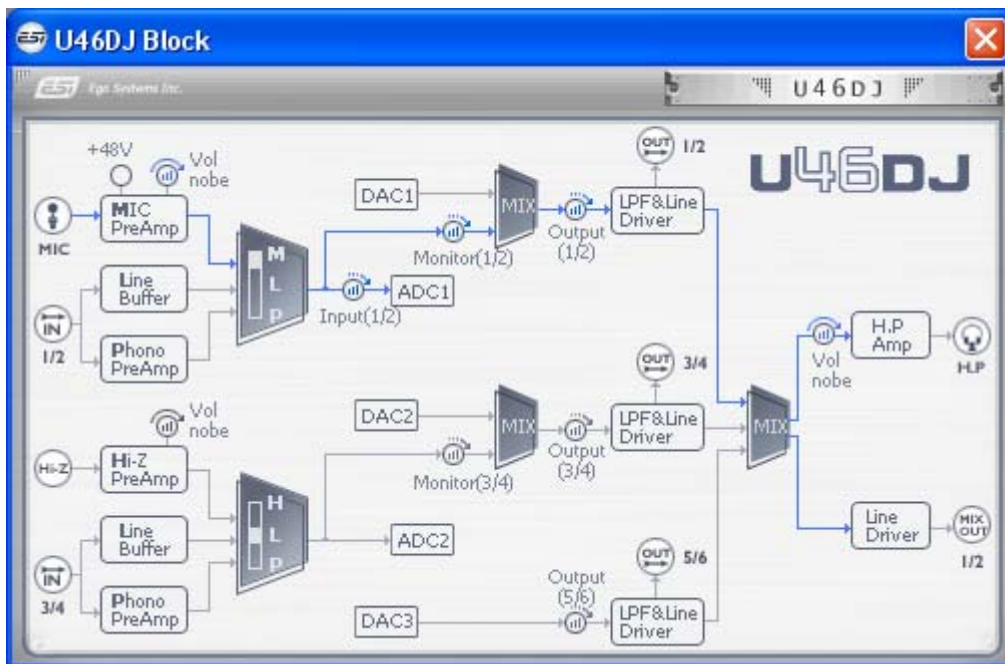 ESI U46DJ Block
ESI Ego Systems Inc.
U46DJ
U46DJ
+48V
Vol
nobe
MIC
PreAmp
MIC
Line
Buffer
IN
1/2
Phono
PreAmp
M
L
P
Input(1/2)
ADC1
DAC1
Monitor(1/2)
MIX
Output
(1/2)
LPF&Line
Driver
OUT
1/2
Vol
nobe
Hi-Z
Hi-Z
PreAmp
Line
Buffer
IN
3/4
Phono
PreAmp
H
L
P
ADC2
DAC2
Monitor(3/4)
MIX
Output
(3/4)
LPF&Line
Driver
OUT
3/4
DAC3
Output
(5/6)
LPF&Line
Driver
OUT
5/6
MIX
Vol
nobe
H.P
Amp
H.P
Line
Driver
MIX
OUT
1/2